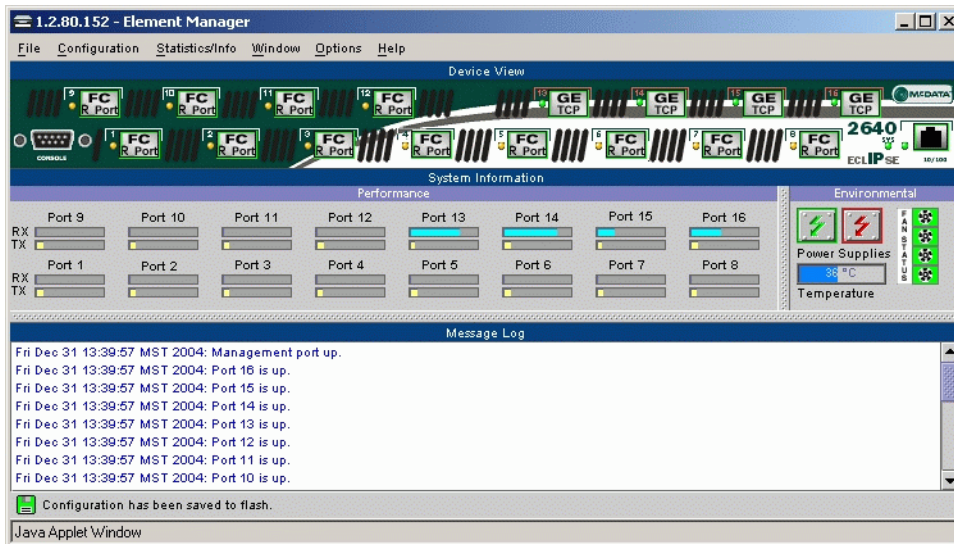 1.2.80.152 - Element Manager
File Configuration Statistics/Info Window Options Help
Device View
9 FC R Port 10 FC R Port 11 FC R Port 12 FC R Port 13 GE TCP 14 GE TCP 15 GE TCP 16 GE TCP McDATA
CONSOLE 1 FC R Port 2 FC R Port 3 FC R Port 4 FC R Port 5 FC R Port 6 FC R Port 7 FC R Port 8 FC R Port 2640 SYS ECLIPSE 10/100
System Information
Performance
Environmental
Port 9 Port 10 Port 11 Port 12 Port 13 Port 14 Port 15 Port 16
RX
TX
Port 1 Port 2 Port 3 Port 4 Port 5 Port 6 Port 7 Port 8
RX
TX
Power Supplies
36 °C
Temperature
FAN STATUS
Message Log
Fri Dec 31 13:39:57 MST 2004: Management port up.
Fri Dec 31 13:39:57 MST 2004: Port 16 is up.
Fri Dec 31 13:39:57 MST 2004: Port 15 is up.
Fri Dec 31 13:39:57 MST 2004: Port 14 is up.
Fri Dec 31 13:39:57 MST 2004: Port 13 is up.
Fri Dec 31 13:39:57 MST 2004: Port 12 is up.
Fri Dec 31 13:39:57 MST 2004: Port 11 is up.
Fri Dec 31 13:39:57 MST 2004: Port 10 is up.
Configuration has been saved to flash.
Java Applet Window